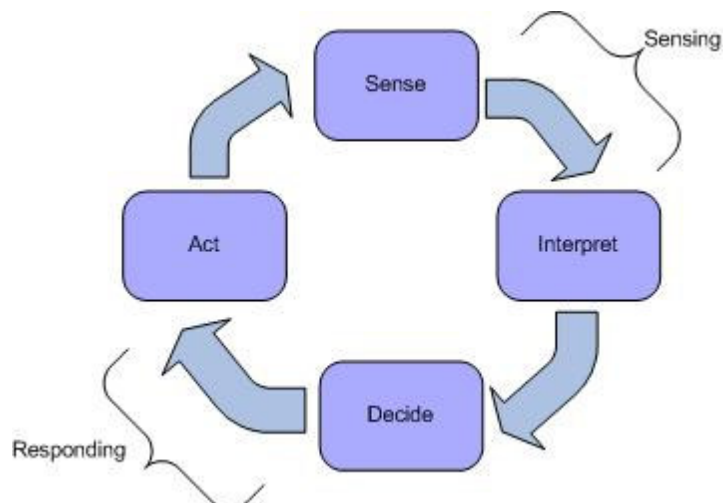 Sensing
Sense
Act
Interpret
Decide
Responding